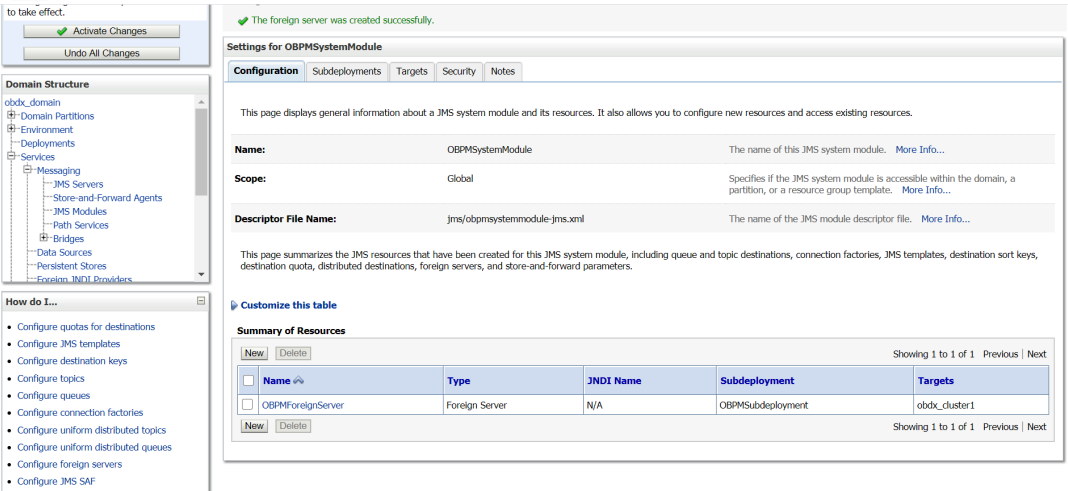 to take effect.
Activate Changes
Undo All Changes
Domain Structure
obdx_domain
Domain Partitions
Environment
Deployments
Services
Messaging
JMS Servers
Store-and-Forward Agents
JMS Modules
Path Services
Bridges
Data Sources
Persistent Stores
Foreign JNDI Providers
How do I...
Configure quotas for destinations
Configure JMS templates
Configure destination keys
Configure topics
Configure queues
Configure connection factories
Configure uniform distributed topics
Configure uniform distributed queues
Configure foreign servers
Configure JMS SAF
The foreign server was created successfully.
Settings for OBPMSystemModule
Configuration Subdeployments Targets Security Notes
This page displays general information about a JMS system module and its resources. It also allows you to configure new resources and access existing resources.
Name: OBPMSystemModule The name of this JMS system module. More Info...
Scope: Global Specifies if the JMS system module is accessible within the domain, a
partition, or a resource group template. More Info...
Descriptor File Name: jms/obpmsystemmodule-jms.xml The name of the JMS module descriptor file. More Info...
This page summarizes the JMS resources that have been created for this JMS system module, including queue and topic destinations, connection factories, JMS templates, destination sort keys,
destination quota, distributed destinations, foreign servers, and store-and-forward parameters.
Customize this table
Summary of Resources
New Delete Showing 1 to 1 of 1 Previous | Next
Name Type JNDI Name Subdeployment Targets
OBPMForeignServer Foreign Server N/A OBPMSubdeployment obdx_cluster1
New Delete Showing 1 to 1 of 1 Previous | Next